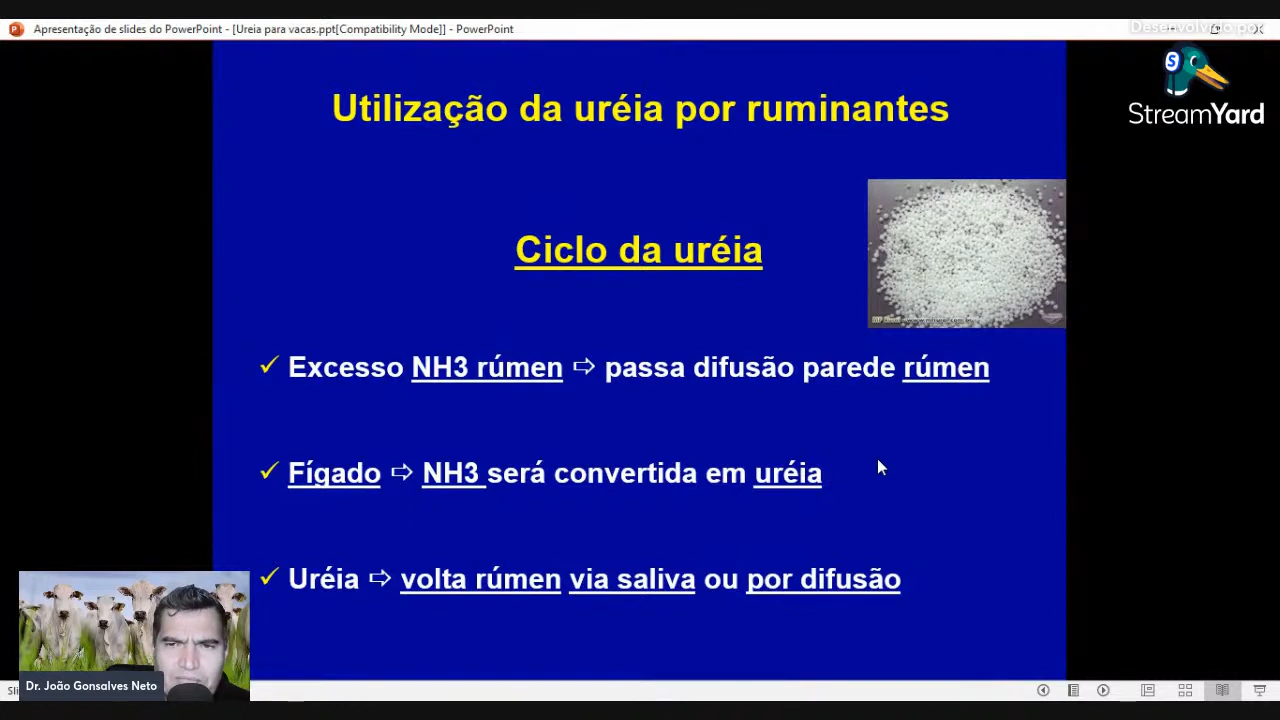 Apresentação de slides do PowerPoint - [Ureia para vacas.ppt[Compatibility Mode]] - PowerPoint
Desenvolvido por
StreamYard
Utilização da uréia por ruminantes
Ciclo da uréia
✓ Excesso NH3 rúmen ⇨ passa difusão parede rúmen
✓ Fígado ⇨ NH3 será convertida em uréia
✓ Uréia ⇨ volta rúmen via saliva ou por difusão
Dr. João Gonsalves Neto